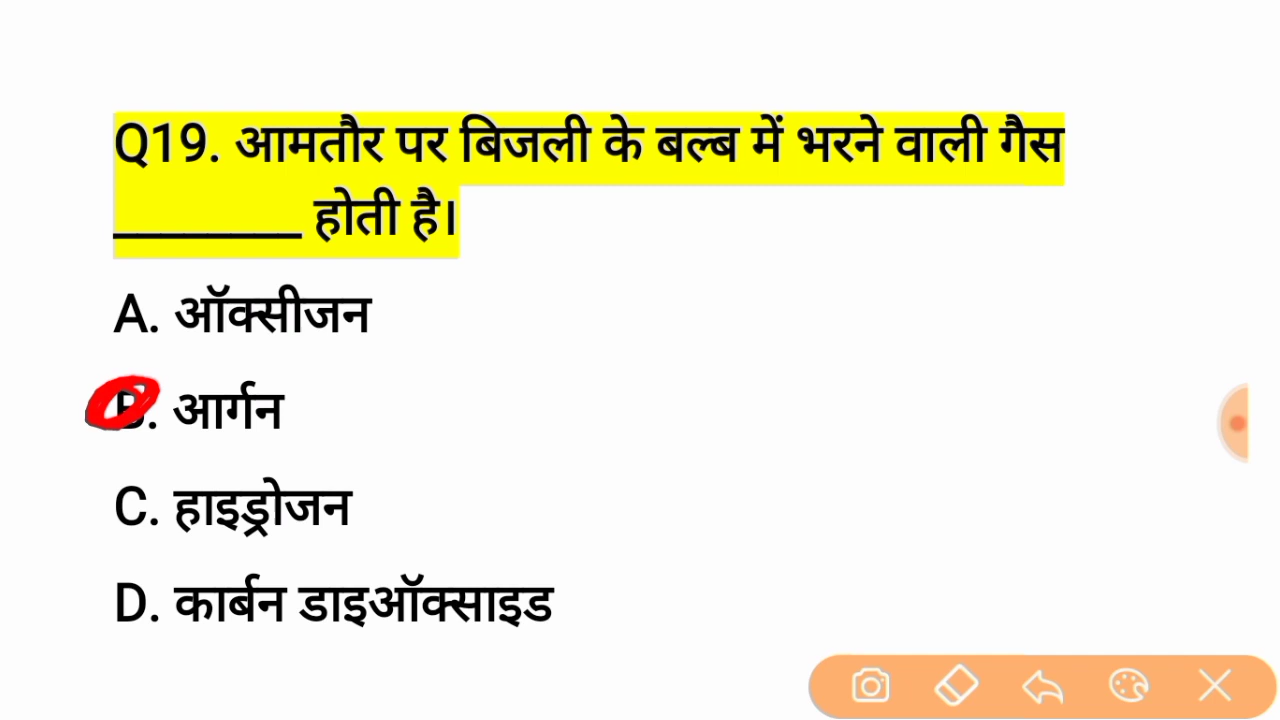 Q19. आमतौर पर बिजली के बल्ब में भरने वाली गैस
________ होती है।
A. ऑक्सीजन
B. आर्गन
C. हाइड्रोजन
D. कार्बन डाइऑक्साइड